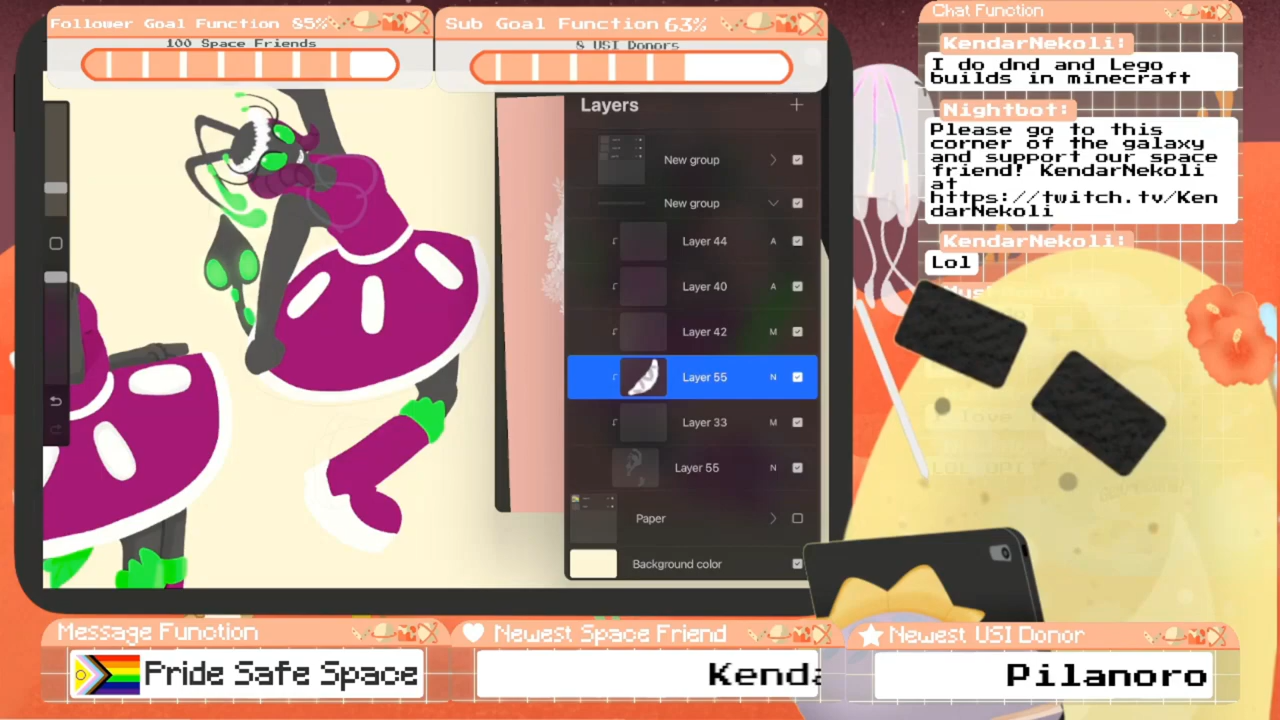 Follower Goal Function 85%
100 Space Friends
Sub Goal Function 63%
8 USI Donors
Layers
New group
New group
Layer 44 A
Layer 40 A
Layer 42 M
Layer 55 N
Layer 33 M
Layer 55 N
Paper
Background color
Chat Function
KendarNekoli:
I do dnd and Lego
builds in minecraft
Nightbot:
Please go to this
corner of the galaxy
and support our space
friend! KendarNekoli
at
https://twitch.tv/Ken
darNekoli
KendarNekoli:
Lol
Message Function
Pride Safe Space
Newest Space Friend
Kenda
Newest USI Donor
Pilanoro